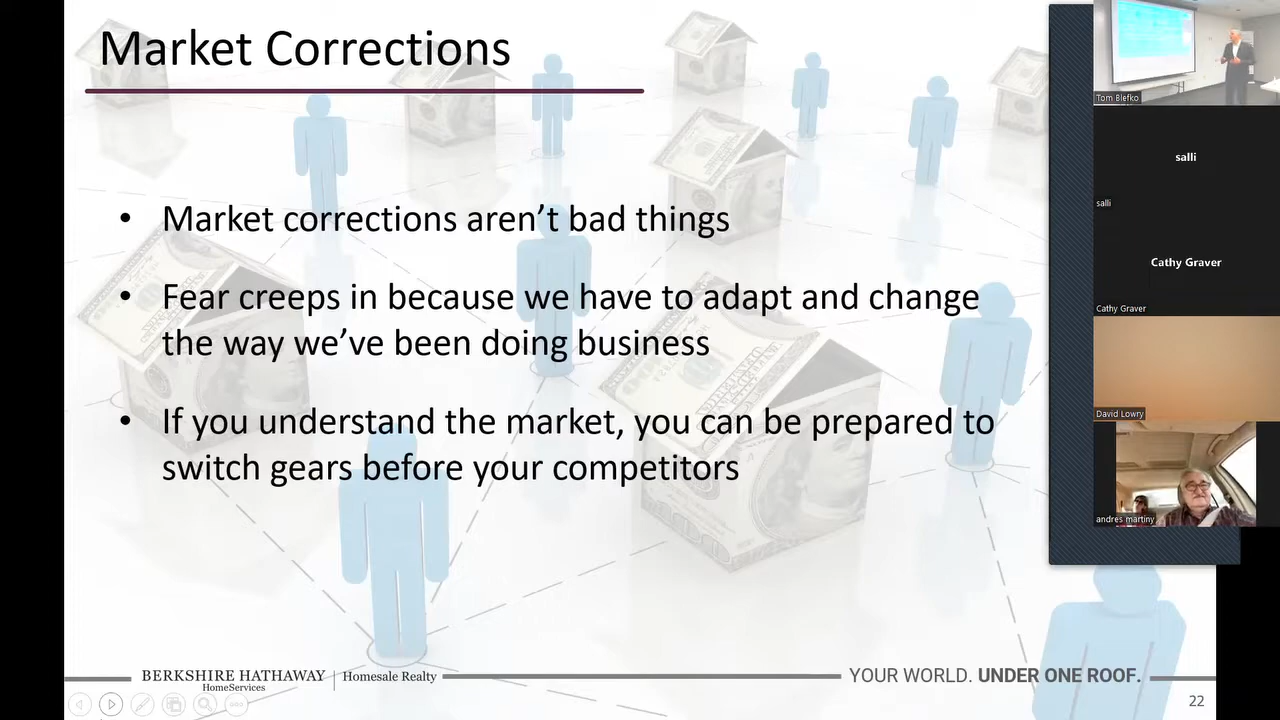 Market Corrections
• Market corrections aren’t bad things
• Fear creeps in because we have to adapt and change
the way we’ve been doing business
• If you understand the market, you can be prepared to
switch gears before your competitors
BERKSHIRE HATHAWAY
HomeServices
Homesale Realty
YOUR WORLD. UNDER ONE ROOF.
22
Tom Blefko
salli
salli
Cathy Graver
Cathy Graver
David Lowry
andres martiny